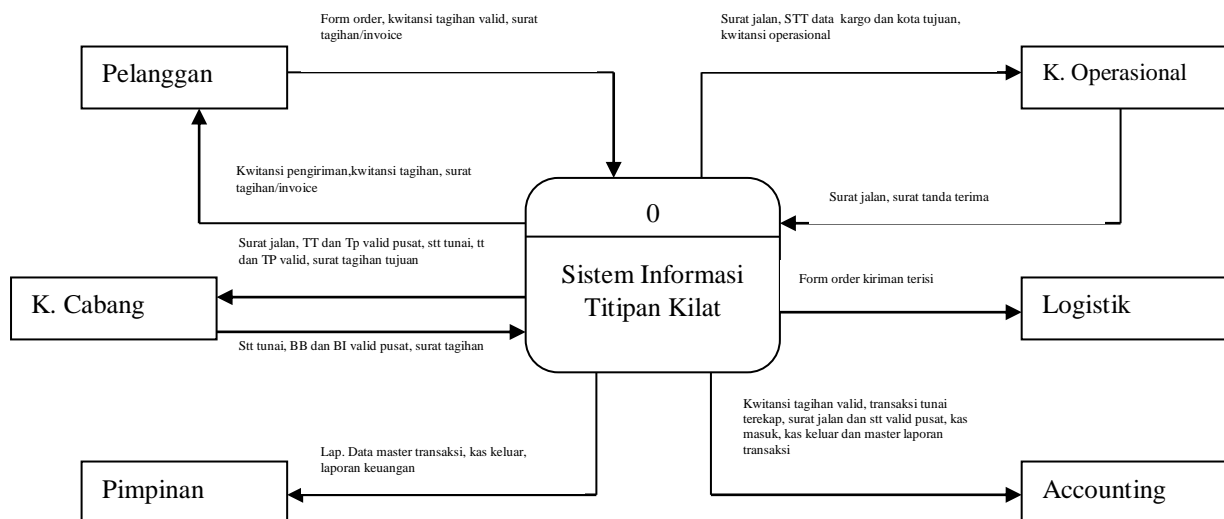 Form order, kwitansi tagihan valid, surat
tagihan/invoice
Surat jalan, STT data kargo dan kota tujuan,
kwitansi operasional
Pelanggan
K. Operasional
Kwitansi pengiriman,kwitansi tagihan, surat
tagihan/invoice
Surat jalan, surat tanda terima
0
Surat jalan, TT dan Tp valid pusat, stt tunai, tt
dan TP valid, surat tagihan tujuan
Sistem Informasi
Titipan Kilat
Form order kiriman terisi
K. Cabang
Logistik
Stt tunai, BB dan BI valid pusat, surat tagihan
Kwitansi tagihan valid, transaksi tunai
terekap, surat jalan dan stt valid pusat, kas
masuk, kas keluar dan master laporan
transaksi
Lap. Data master transaksi, kas keluar,
laporan keuangan
Pimpinan
Accounting